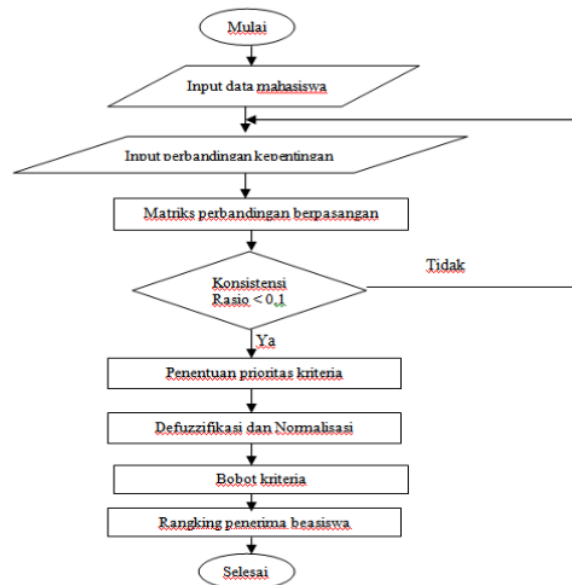 Mulai
Input data mahasiswa
Input perbandingan kepentingan
Matriks perbandingan berpasangan
Tidak
Konsistensi
Rasio < 0,1
Ya
Penentuan prioritas kriteria
Defuzzifikasi dan Normalisasi
Bobot kriteria
Rangking penerima beasiswa
Selesai